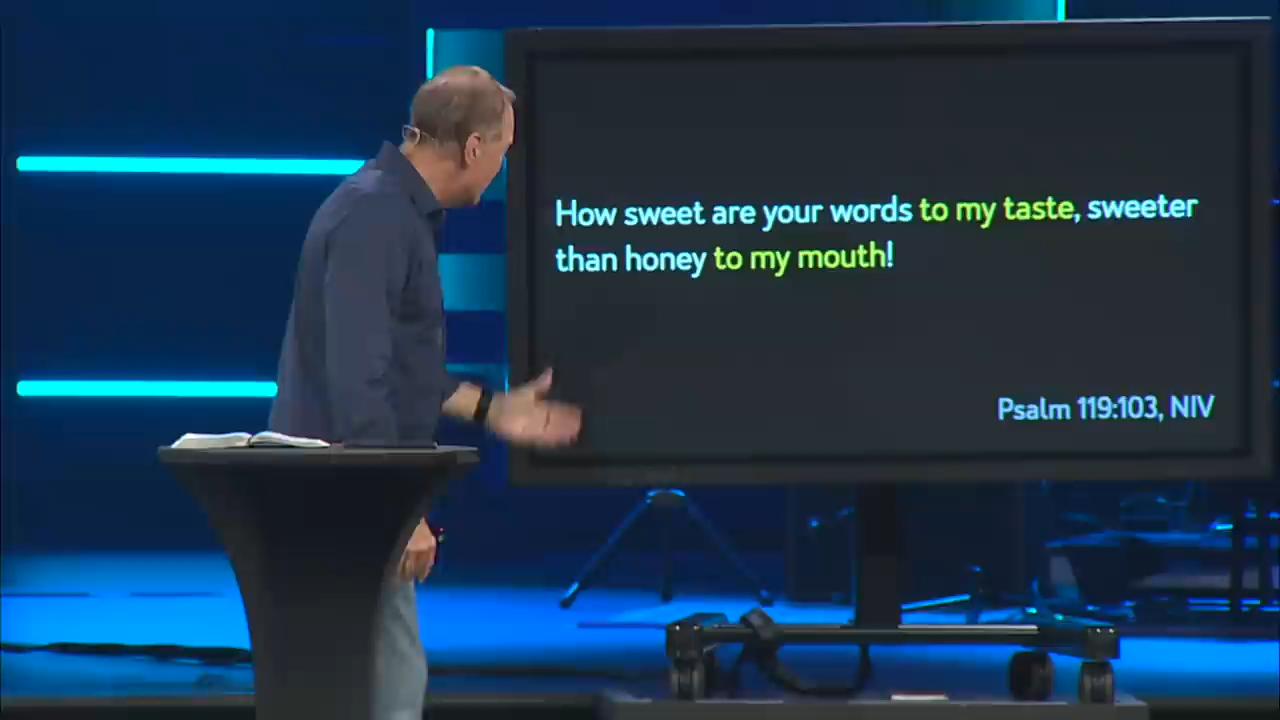 How sweet are your words to my taste, sweeter
than honey to my mouth!
Psalm 119:103, NIV